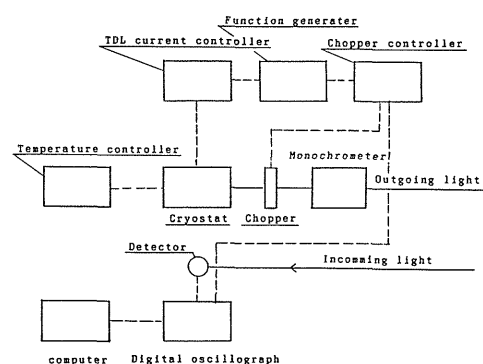 Function generater
TDL current controller
Chopper controller
Temperature controller
Monochrometer
Outgoing light
Cryostat
Chopper
Detector
Incomming light
computer
Digital oscillograph